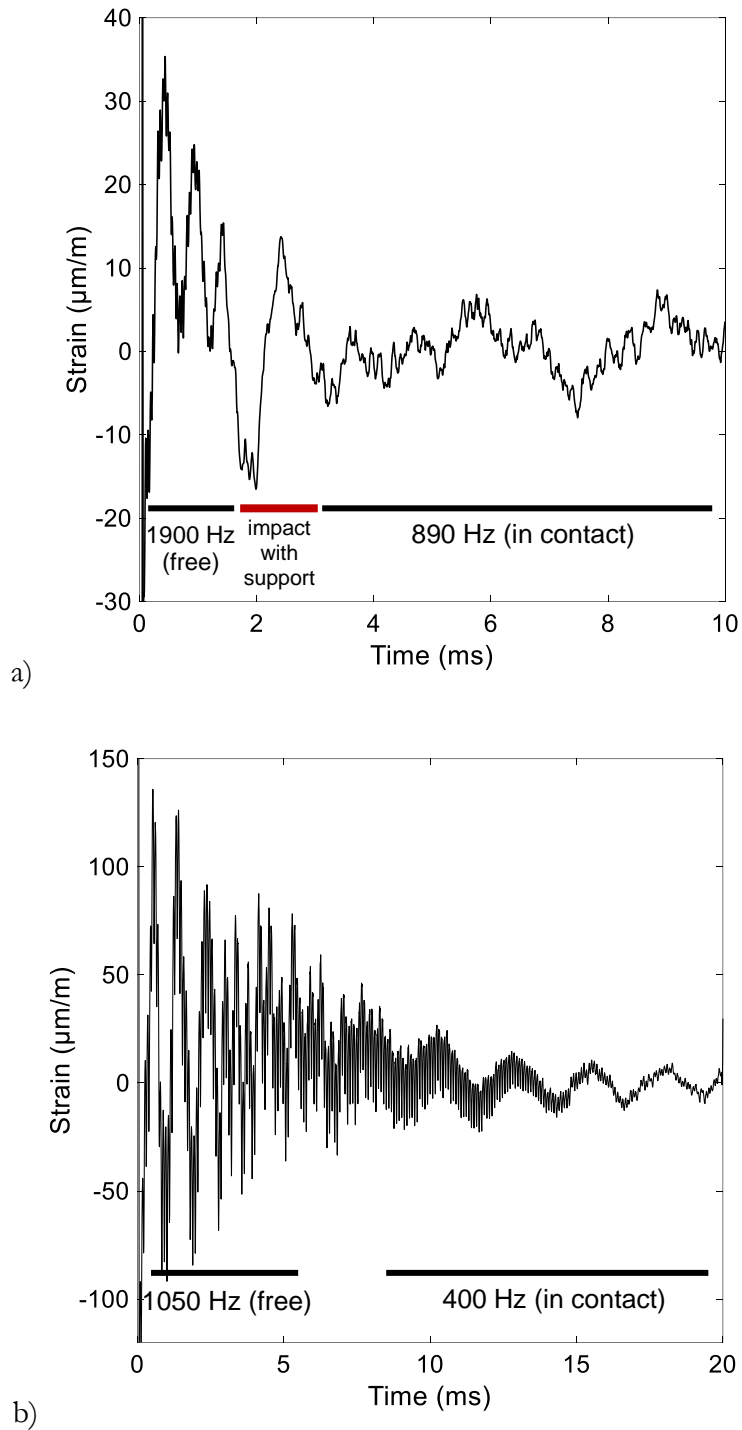 40
30
20
10
0
-10
-20
-30
Strain (µm/m)
1900 Hz
(free)
impact
with
support
890 Hz (in contact)
0 2 4 6 8 10
Time (ms)
a)
150
100
50
0
-50
-100
Strain (µm/m)
1050 Hz (free)
400 Hz (in contact)
0 5 10 15 20
Time (ms)
b)